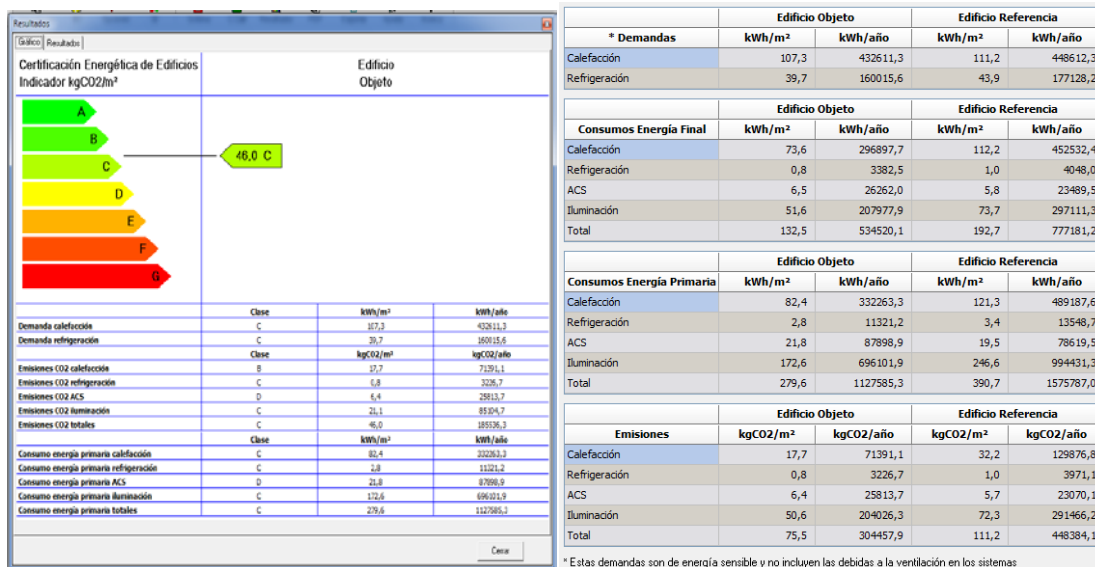 Resultados
Gráfico Resultados
Certificación Energética de Edificios Edificio
Indicador kgCO2/m² Objeto
A
B
46,0 C
C
D
E
F
G
Clase kWh/m² kWh/año
Demanda calefacción C 107,3 432611,3
Demanda refrigeración C 39,7 160015,6
Clase kgCO2/m² kgCO2/año
Emisiones CO2 calefacción B 17,7 71391,1
Emisiones CO2 refrigeración C 0,8 3226,7
Emisiones CO2 ACS D 6,4 25813,7
Emisiones CO2 iluminación C 21,1 85104,7
Emisiones CO2 totales C 46,0 185536,3
Clase kWh/m² kWh/año
Consumo energía primaria calefacción C 82,4 332263,3
Consumo energía primaria refrigeración C 2,8 11321,2
Consumo energía primaria ACS D 21,8 87898,9
Consumo energía primaria iluminación C 172,6 696101,9
Consumo energía primaria totales C 279,6 1127585,3
Cerrar
Edificio Objeto Edificio Referencia
* Demandas kWh/m² kWh/año kWh/m² kWh/año
Calefacción 107,3 432611,3 111,2 448612,3
Refrigeración 39,7 160015,6 43,9 177128,2
Edificio Objeto Edificio Referencia
Consumos Energía Final kWh/m² kWh/año kWh/m² kWh/año
Calefacción 73,6 296897,7 112,2 452532,4
Refrigeración 0,8 3382,5 1,0 4048,0
ACS 6,5 26262,0 5,8 23489,5
Iluminación 51,6 207977,9 73,7 297111,3
Total 132,5 534520,1 192,7 777181,2
Edificio Objeto Edificio Referencia
Consumos Energía Primaria kWh/m² kWh/año kWh/m² kWh/año
Calefacción 82,4 332263,3 121,3 489187,6
Refrigeración 2,8 11321,2 3,4 13548,7
ACS 21,8 87898,9 19,5 78619,5
Iluminación 172,6 696101,9 246,6 994431,3
Total 279,6 1127585,3 390,7 1575787,0
Edificio Objeto Edificio Referencia
Emisiones kgCO2/m² kgCO2/año kgCO2/m² kgCO2/año
Calefacción 17,7 71391,1 32,2 129876,8
Refrigeración 0,8 3226,7 1,0 3971,1
ACS 6,4 25813,7 5,7 23070,1
Iluminación 50,6 204026,3 72,3 291466,2
Total 75,5 304457,9 111,2 448384,1
* Estas demandas son de energía sensible y no incluyen las debidas a la ventilación en los sistemas